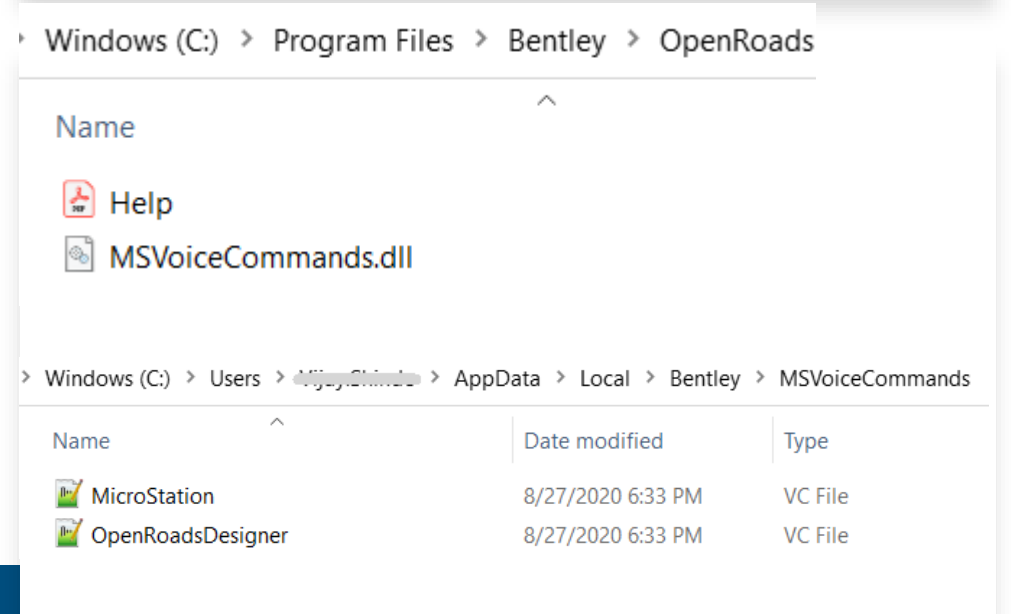 Windows (C:) > Program Files > Bentley > OpenRoads
Name
Help
MSVoiceCommands.dll
> Windows (C:) > Users > > AppData > Local > Bentley > MSVoiceCommands
Name Date modified Type
MicroStation 8/27/2020 6:33 PM VC File
OpenRoadsDesigner 8/27/2020 6:33 PM VC File